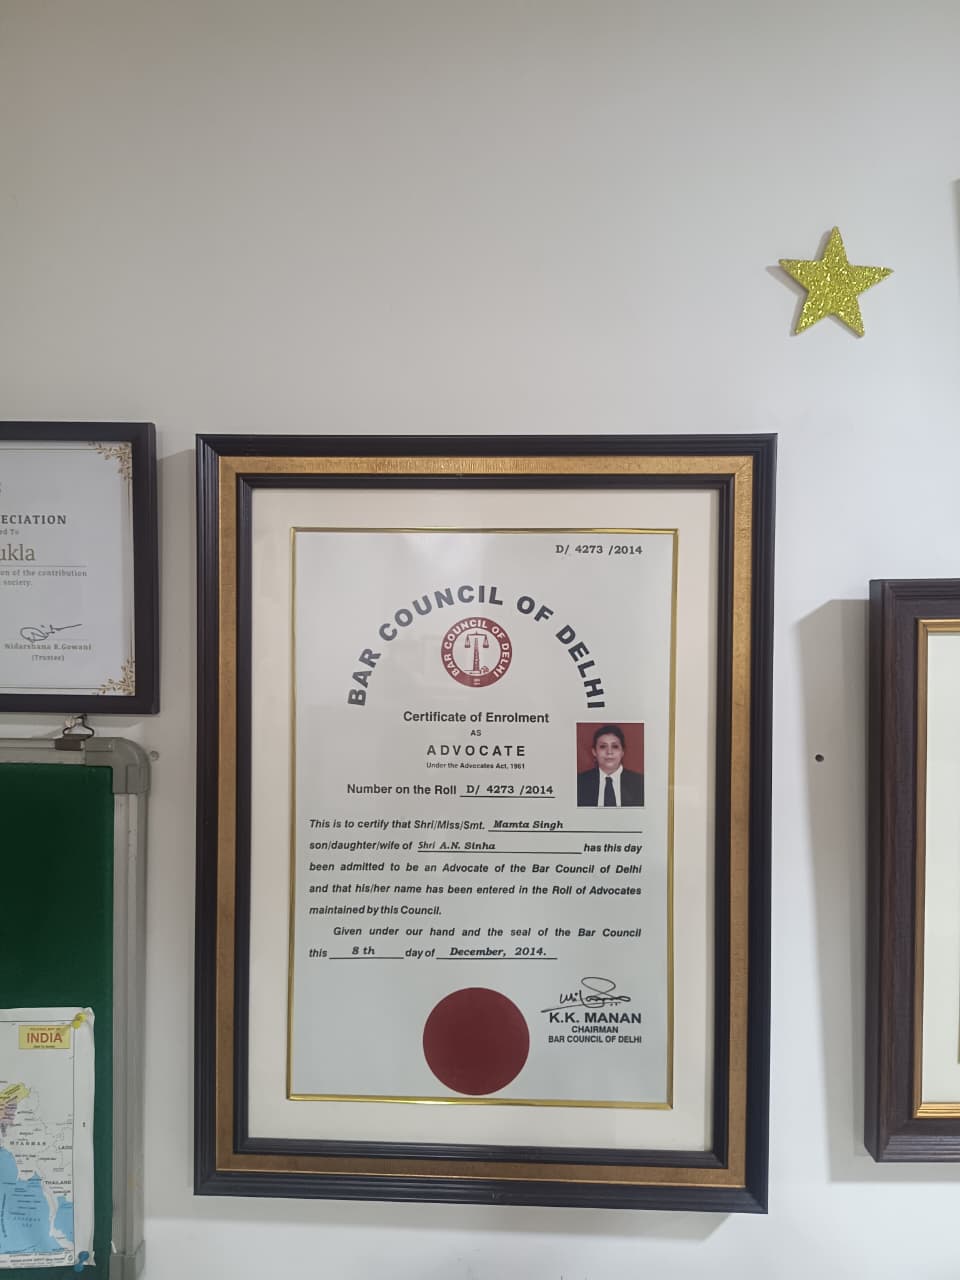 ECIATION
ed To
ukla
on of the contribution
society.
Nidarshana R.Gowani
(Trustee)
D/ 4273 /2014
BAR COUNCIL OF DELHI
BAR COUNCIL OF DELHI
Certificate of Enrolment
AS
ADVOCATE
Under the Advocates Act, 1961
Number on the Roll D/ 4273 /2014
This is to certify that Shri/Miss/Smt. Mamta Singh
son/daughter/wife of Shri A.N. Sinha has this day
been admitted to be an Advocate of the Bar Council of Delhi
and that his/her name has been entered in the Roll of Advocates
maintained by this Council.
Given under our hand and the seal of the Bar Council
this 8 th day of December, 2014.
K.K. MANAN
CHAIRMAN
BAR COUNCIL OF DELHI
INDIA
MYANMAR
LAOS
THAILAND